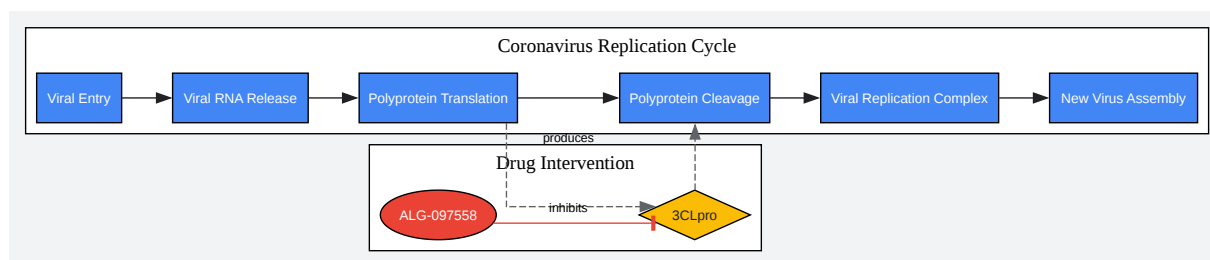 Coronavirus Replication Cycle
Viral Entry
Viral RNA Release
Polyprotein Translation
Polyprotein Cleavage
Viral Replication Complex
New Virus Assembly
produces
Drug Intervention
inhibits
ALG-097558
3CLpro